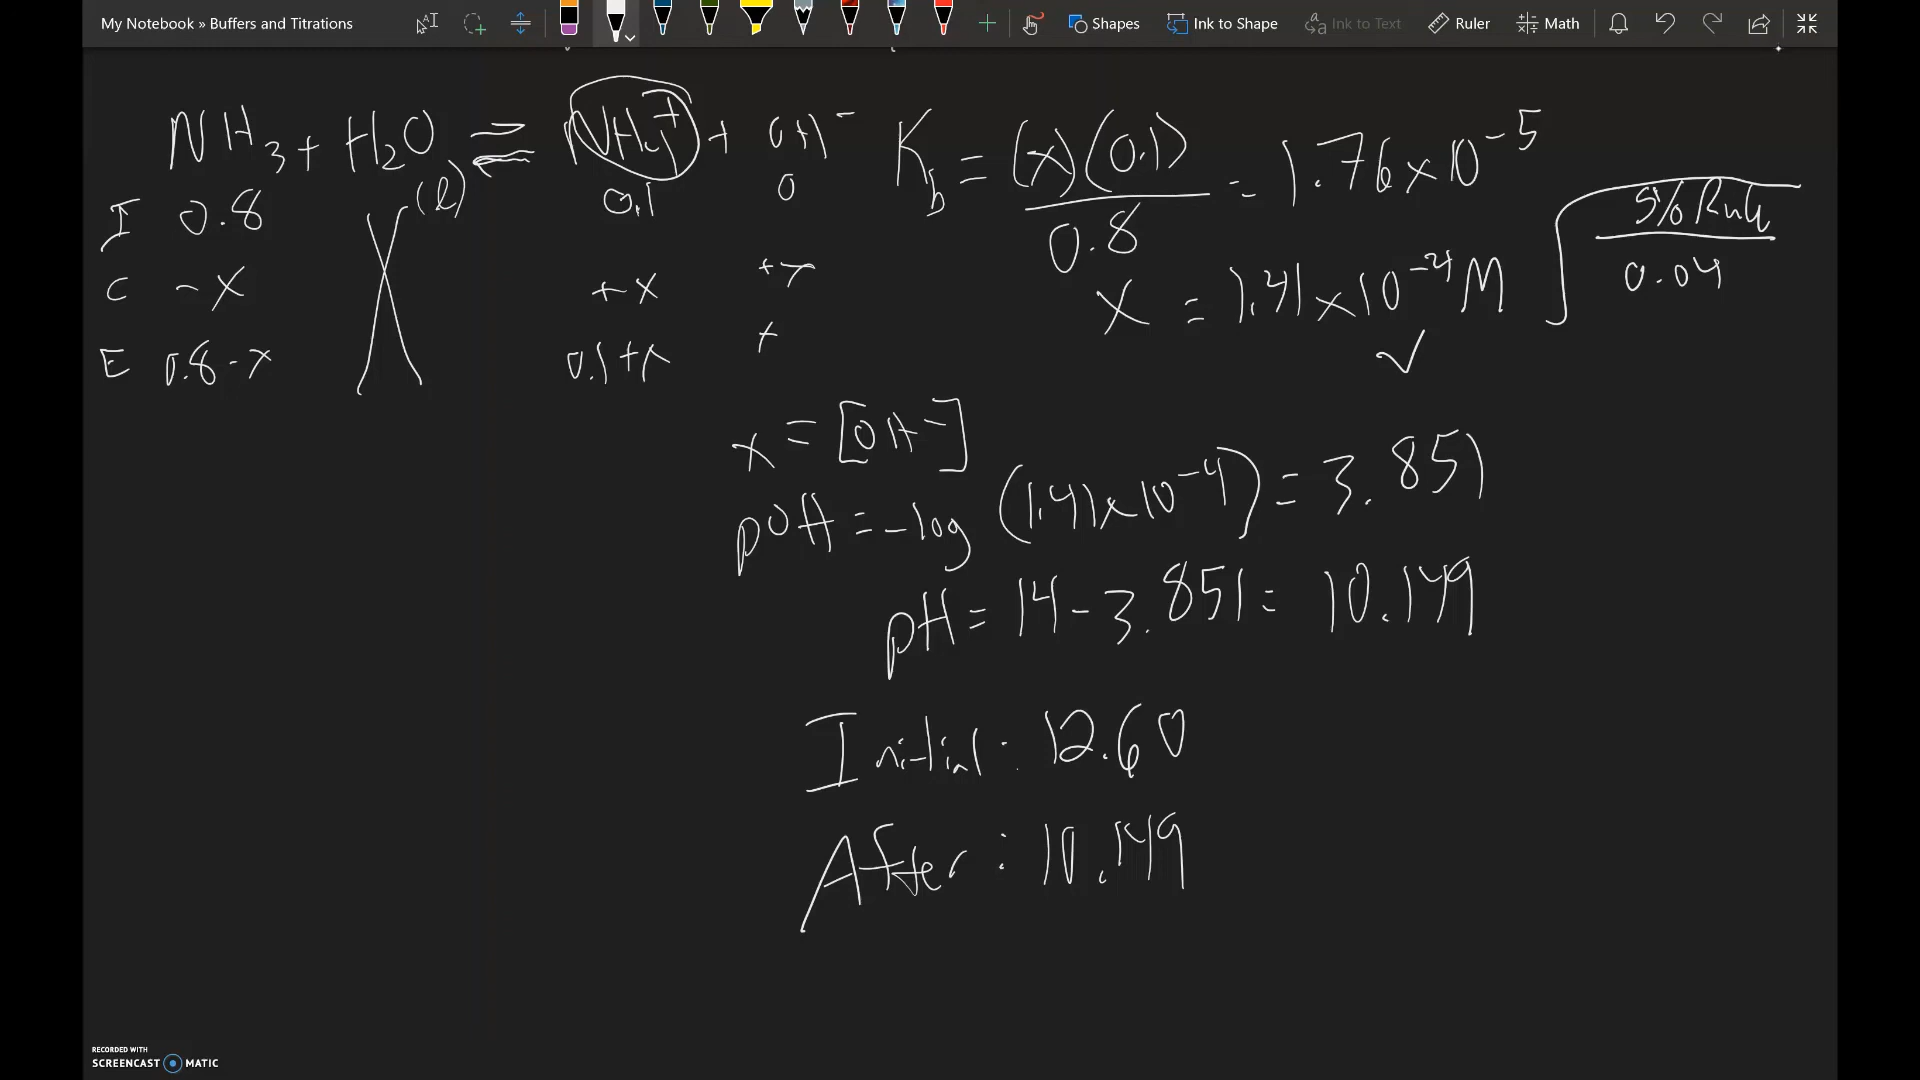 My Notebook » Buffers and Titrations
Shapes Ink to Shape Ink to Text Ruler Math
NH3 + H2O ⇌ NH4+ + OH- Kb = (x)(0.1) / 0.8 = 1.76 x 10-5
(l)
I 0.8 0.1 0
5% Rule
0.04
C -x +x +x
x = 1.41 x 10-4 M
✓
E 0.8-x 0.1+x x
x = [OH-]
pOH = -log (1.41 x 10-4) = 3.851
pH = 14 - 3.851 = 10.149
Initial: 12.60
After: 10.149
RECORDED WITH
SCREENCAST MATIC